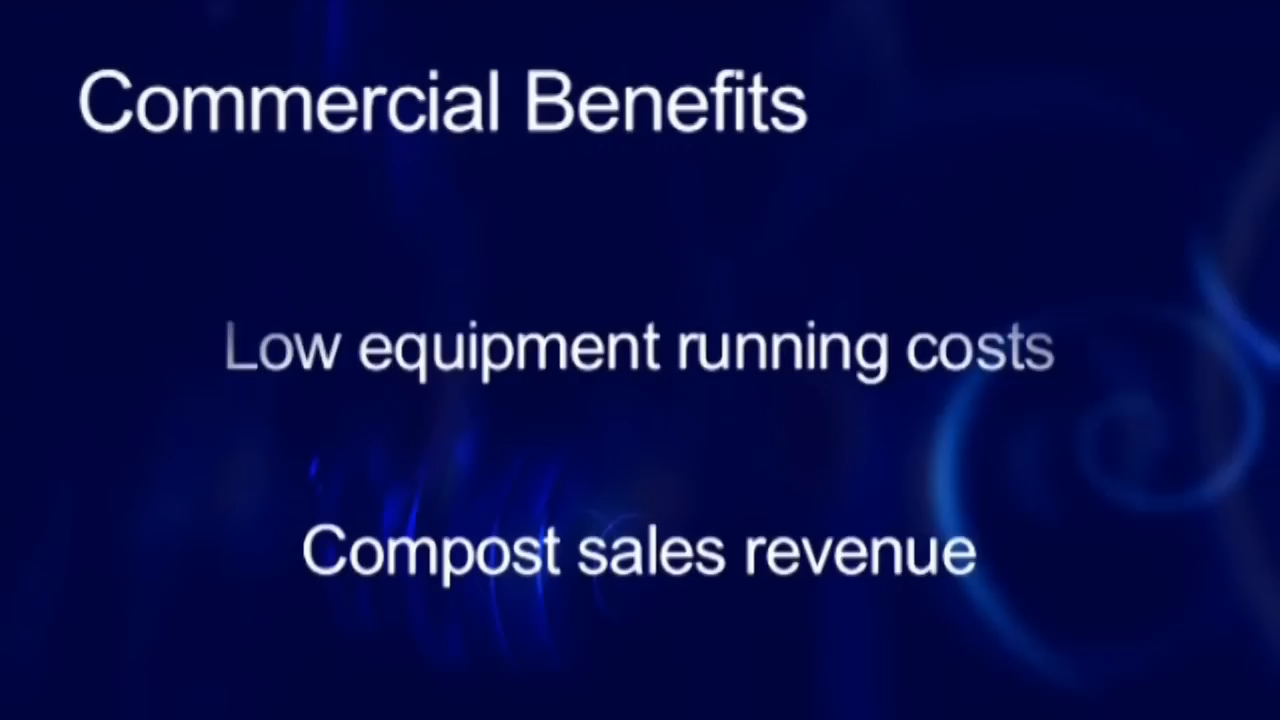 Commercial Benefits
Low equipment running costs
Compost sales revenue